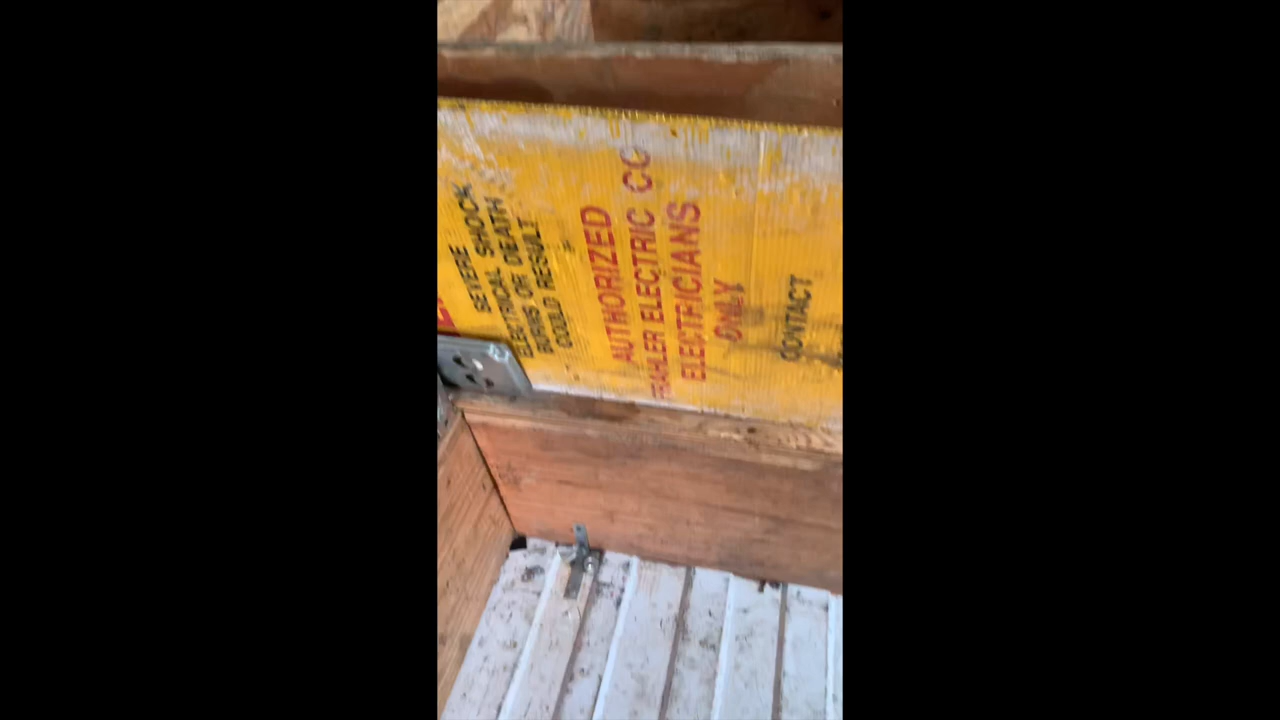 SEVERE SHOCK
ELECTRICAL
BURNS OR DEATH
COULD RESULT
AUTHORIZED
ELECTRIC CO
ELECTRICIANS
ONLY
CONTACT